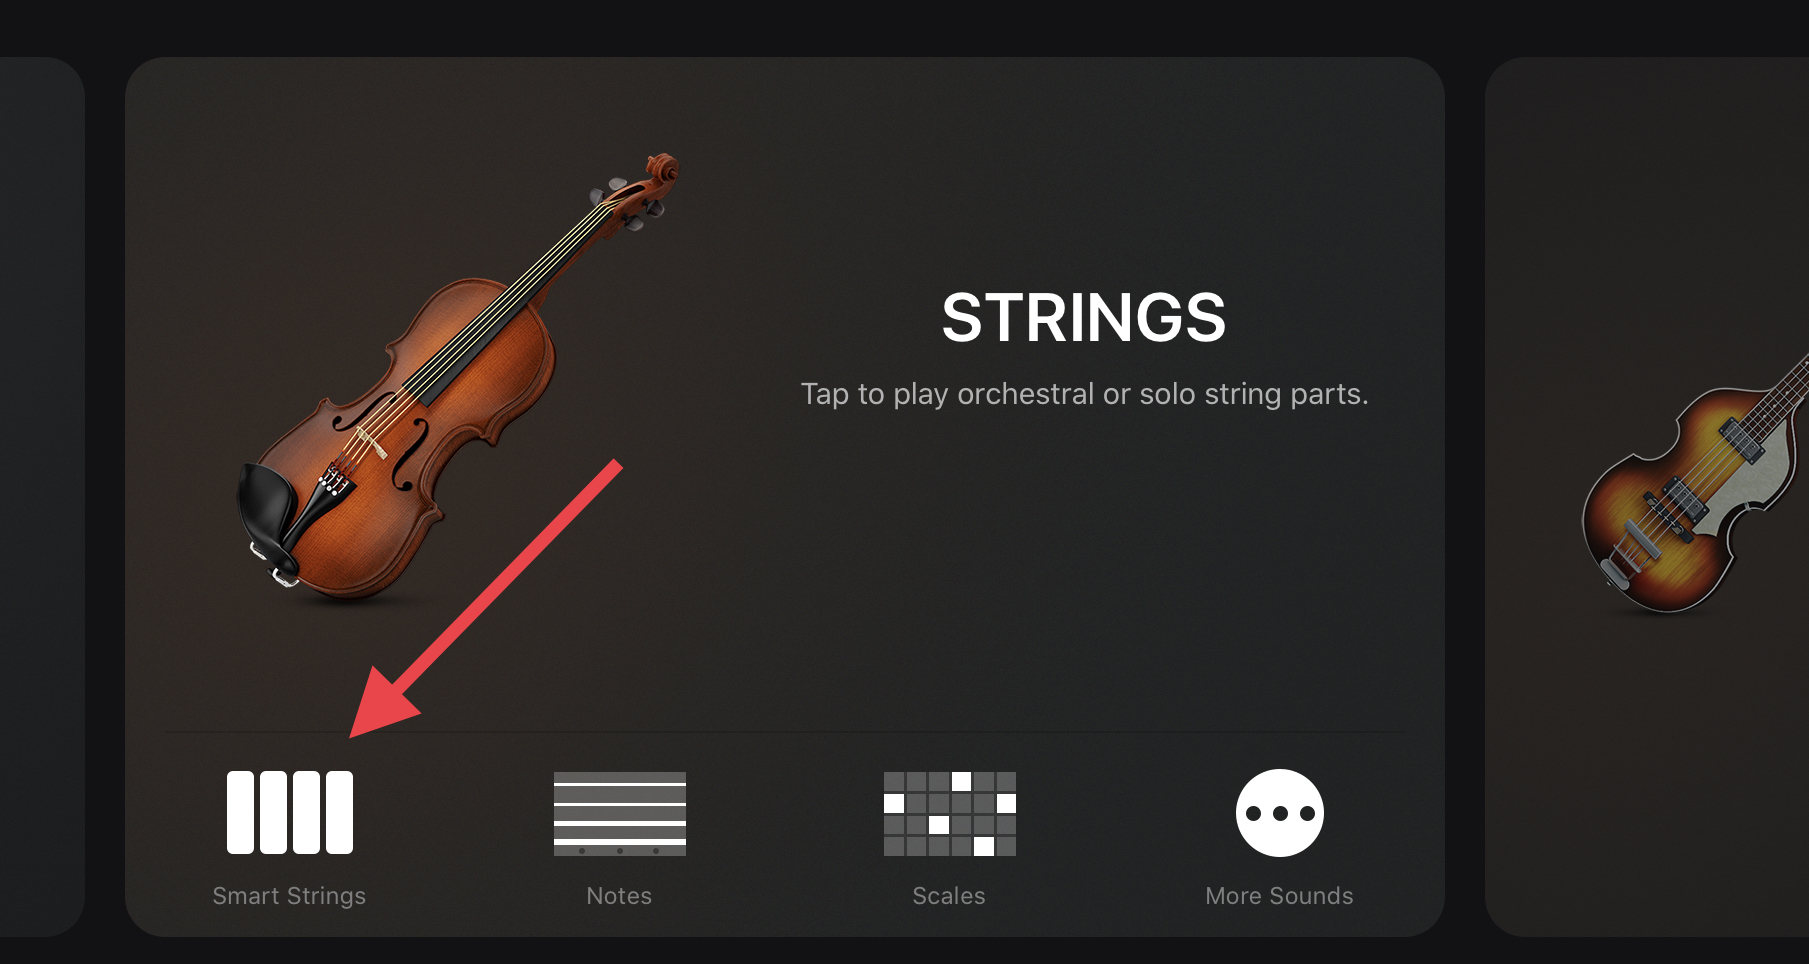 STRINGS
Tap to play orchestral or solo string parts.
Smart Strings
Notes
Scales
More Sounds